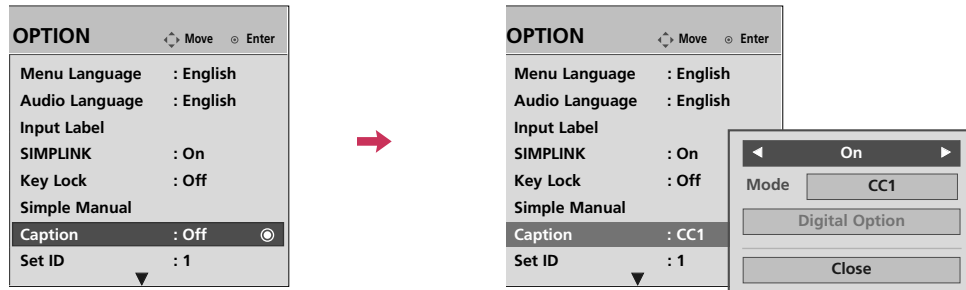 OPTION Move Enter
Menu Language : English
Audio Language : English
Input Label
SIMPLINK : On
Key Lock : Off
Simple Manual
Caption : Off
Set ID : 1
OPTION Move Enter
Menu Language : English
Audio Language : English
Input Label
SIMPLINK : On
Key Lock : Off
Simple Manual
Caption : CC1
Set ID : 1
On
Mode CC1
Digital Option
Close